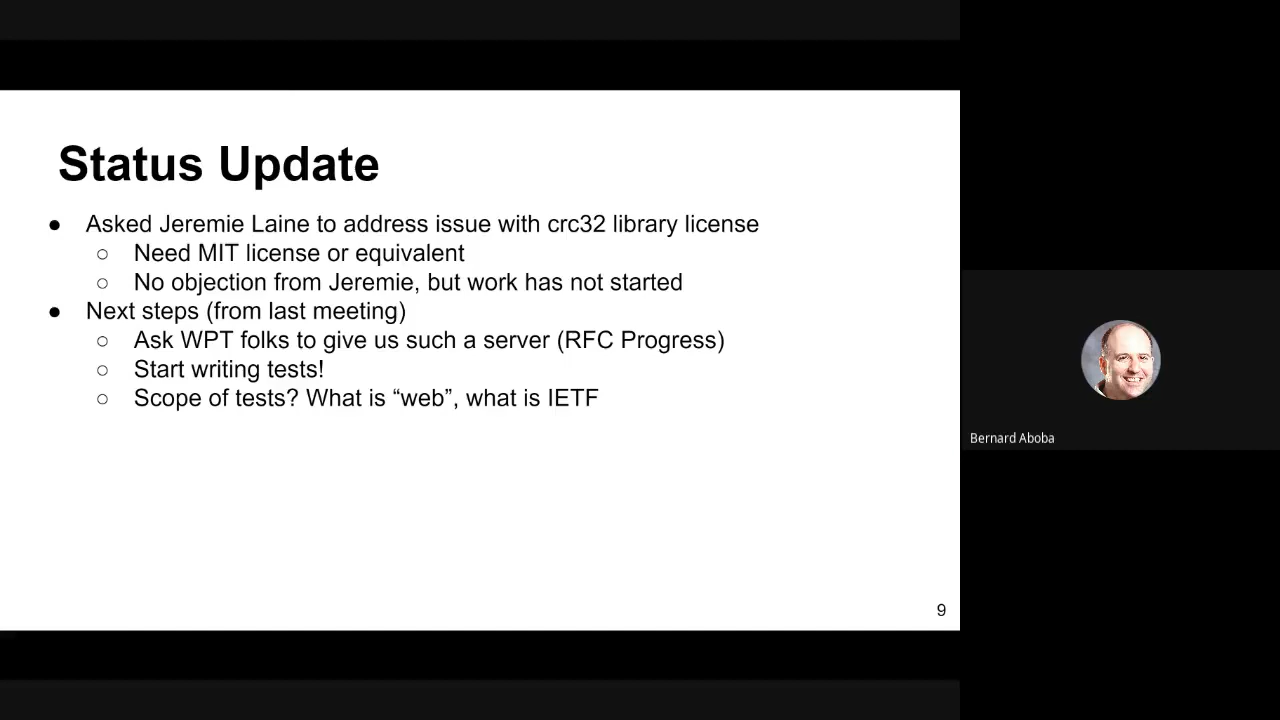 Status Update
● Asked Jeremie Laine to address issue with crc32 library license
○ Need MIT license or equivalent
○ No objection from Jeremie, but work has not started
● Next steps (from last meeting)
○ Ask WPT folks to give us such a server (RFC Progress)
○ Start writing tests!
○ Scope of tests? What is “web”, what is IETF
9
Bernard Aboba